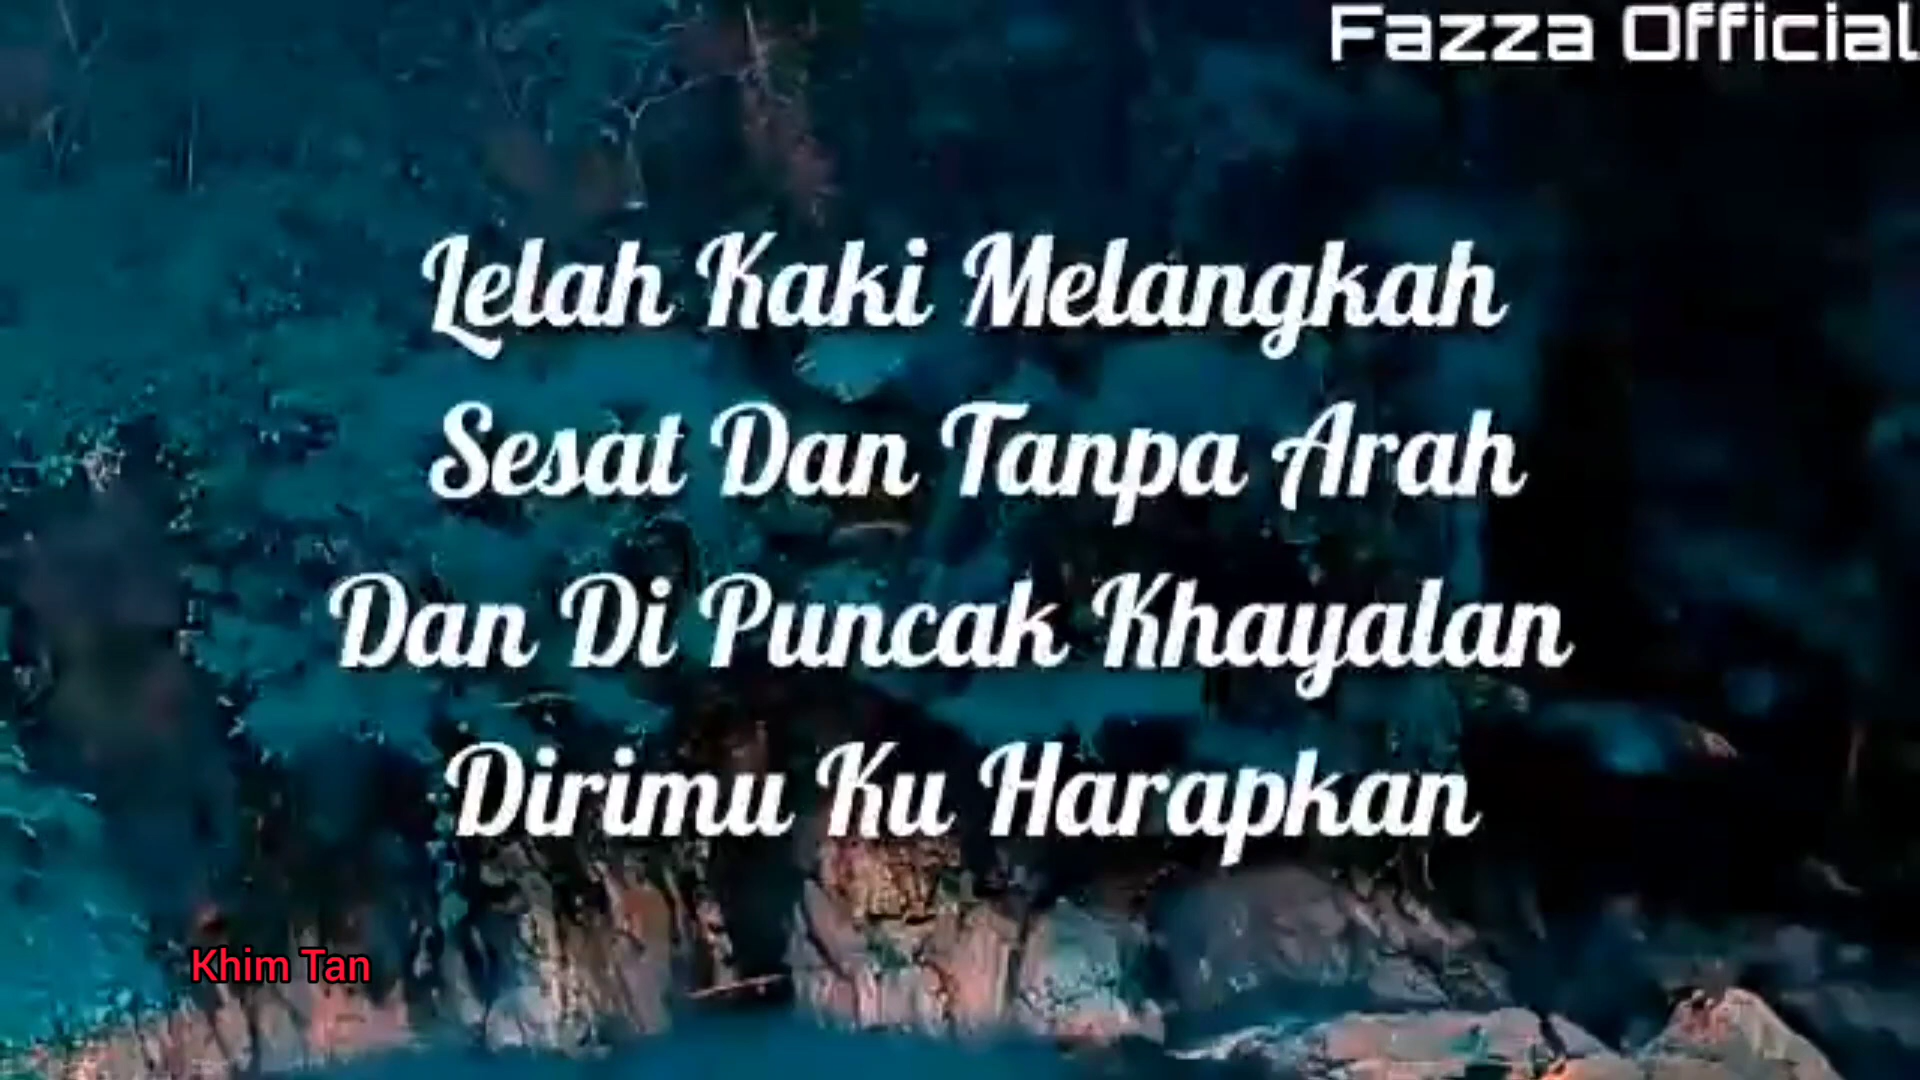 Fazza Official
Lelah Kaki Melangkah
Sesat Dan Tanpa Arah
Dan Di Puncak Khayalan
Dirimu Ku Harapkan
Khim Tan